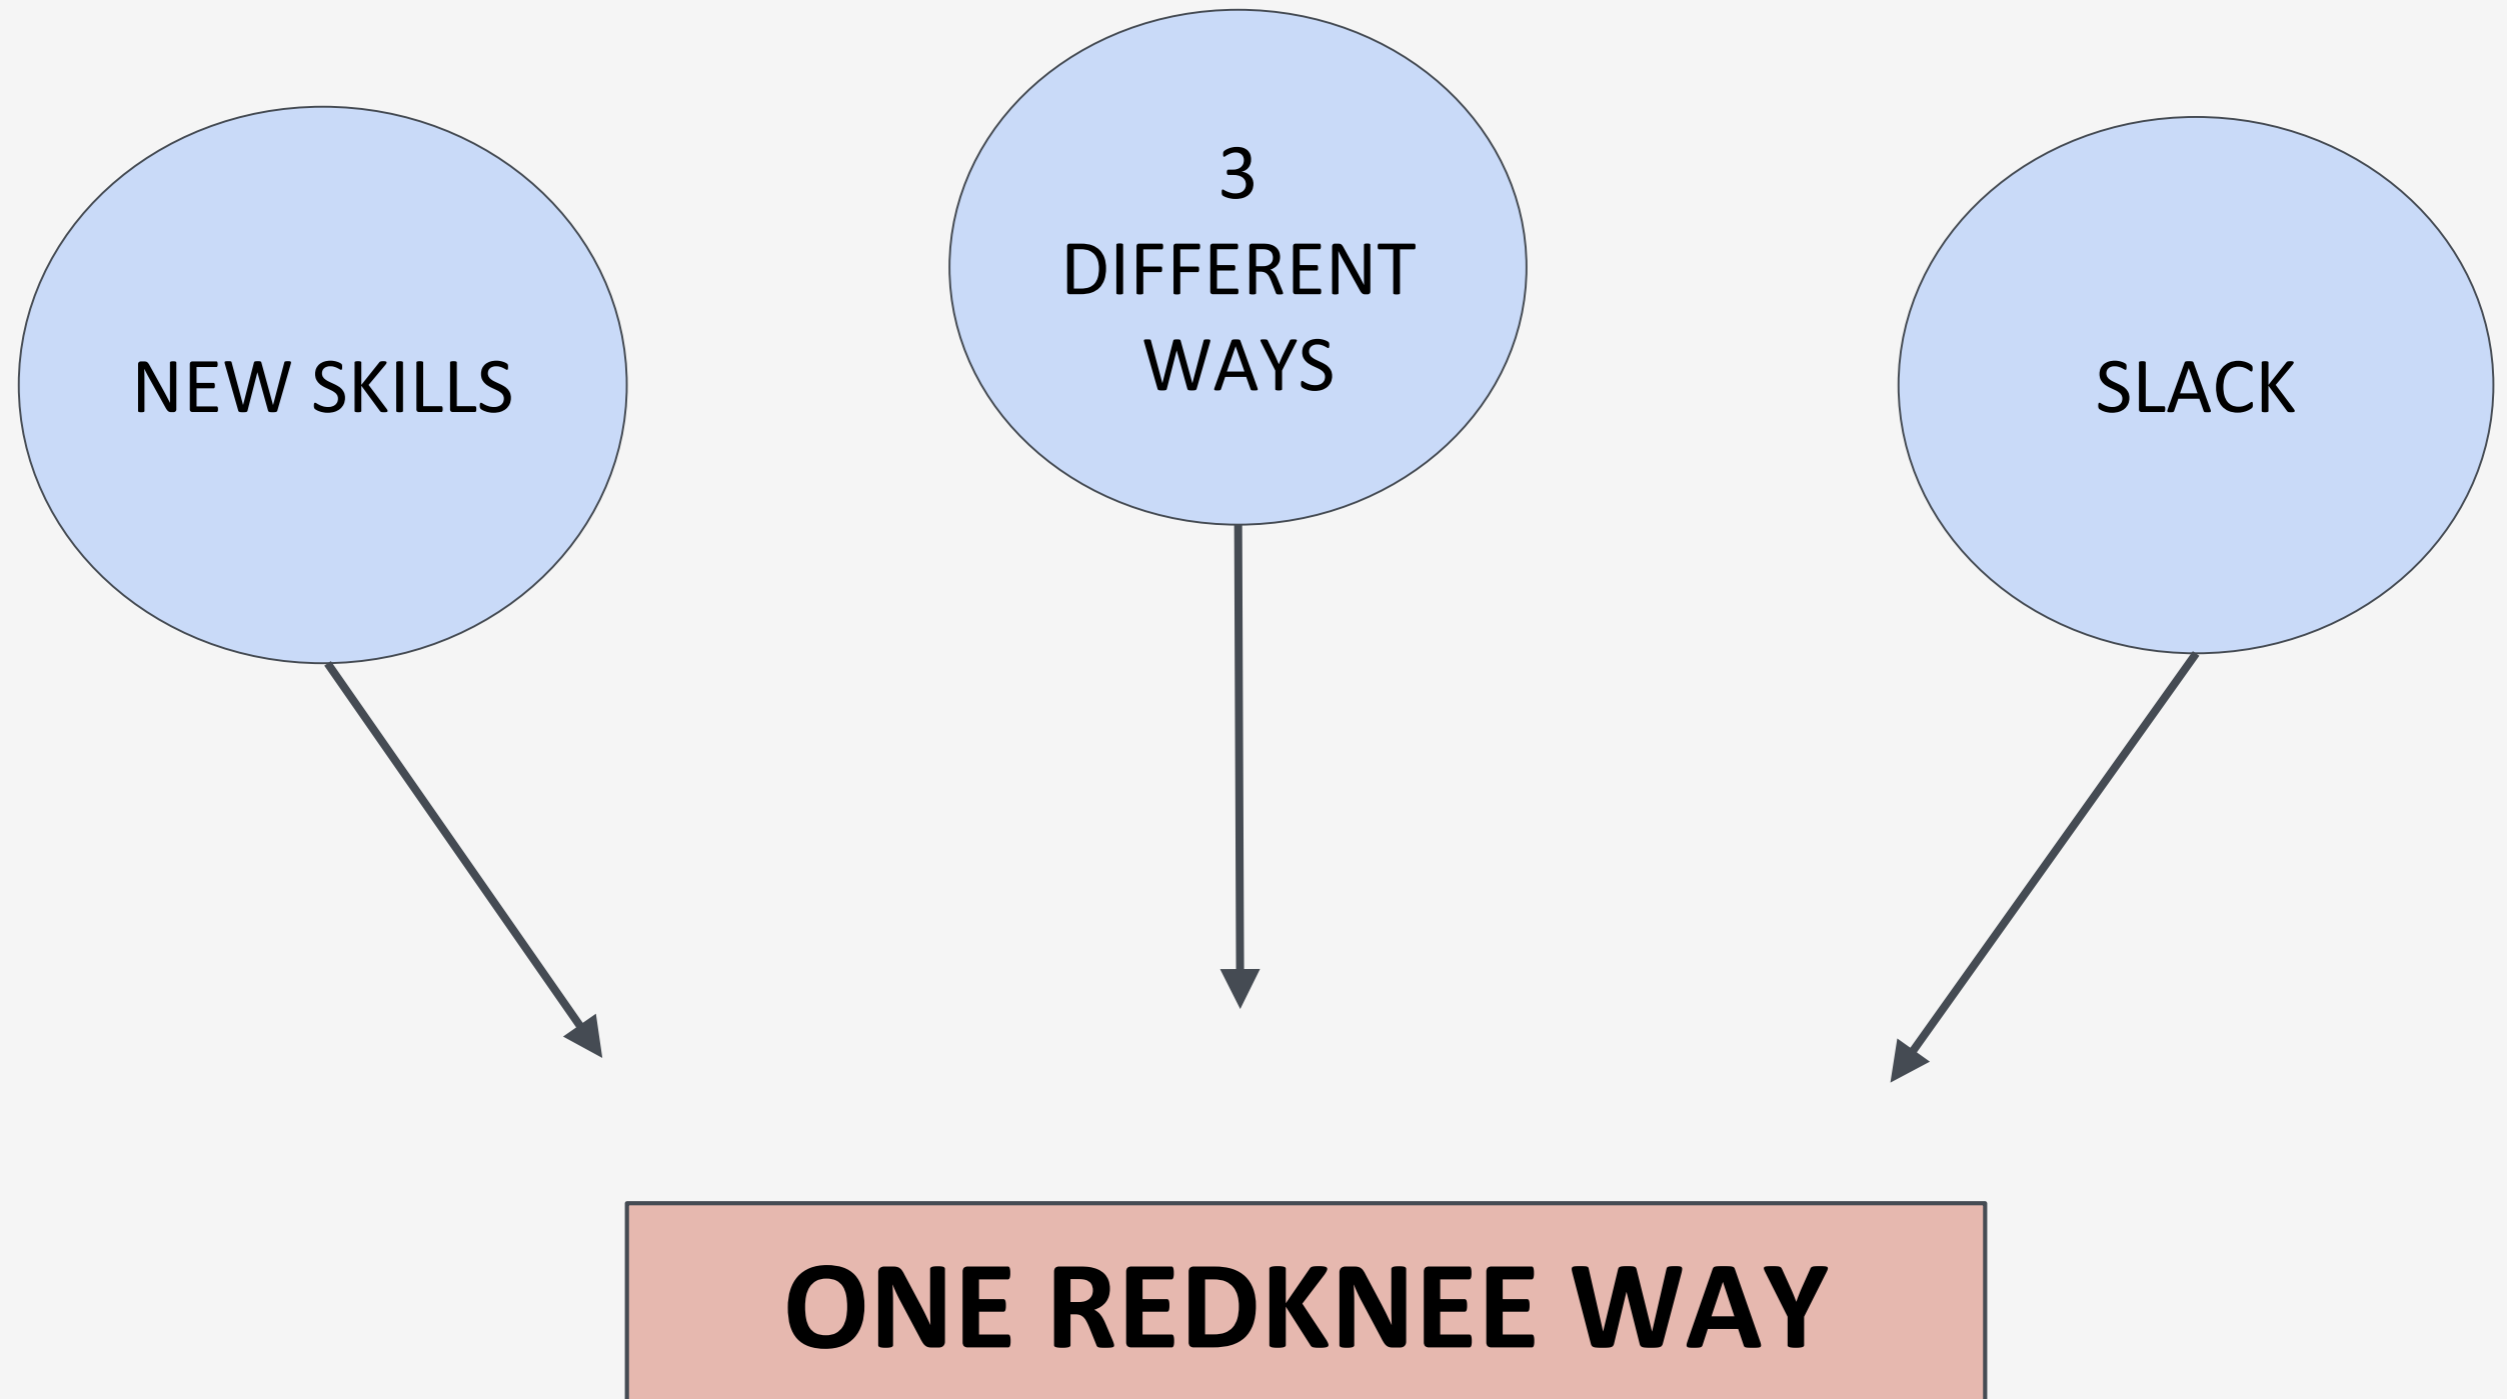 NEW SKILLS
3
DIFFERENT
WAYS
SLACK
ONE REDKNEE WAY